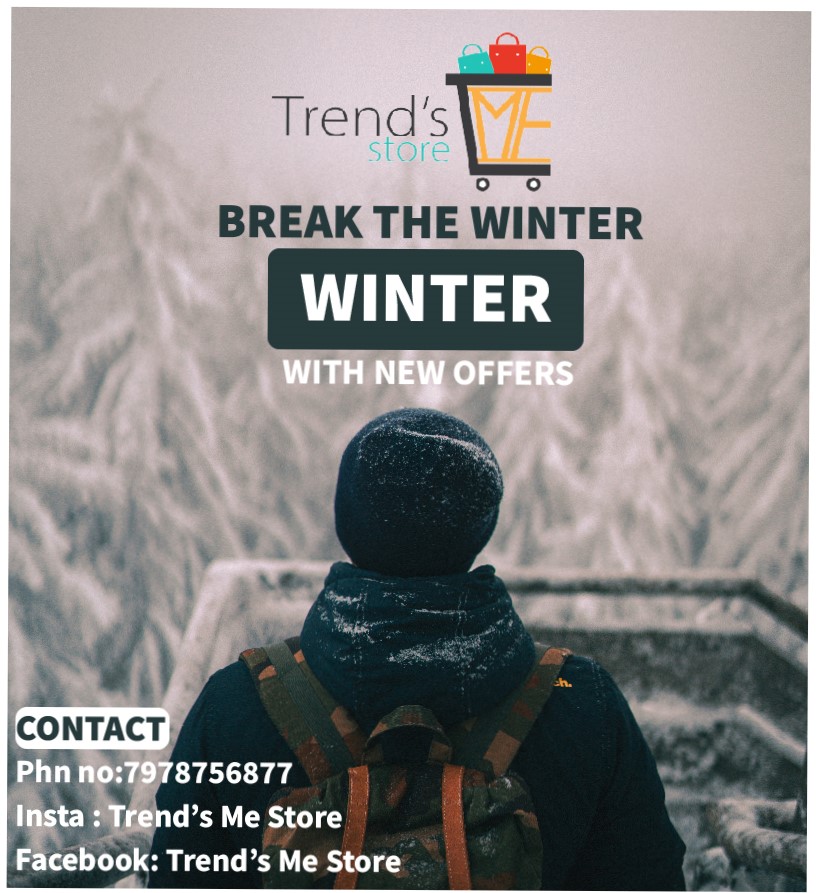 Trend's
store
ME
BREAK THE WINTER
WINTER
WITH NEW OFFERS
ch.
CONTACT
Phn no:7978756877
Insta : Trend's Me Store
Facebook: Trend's Me Store